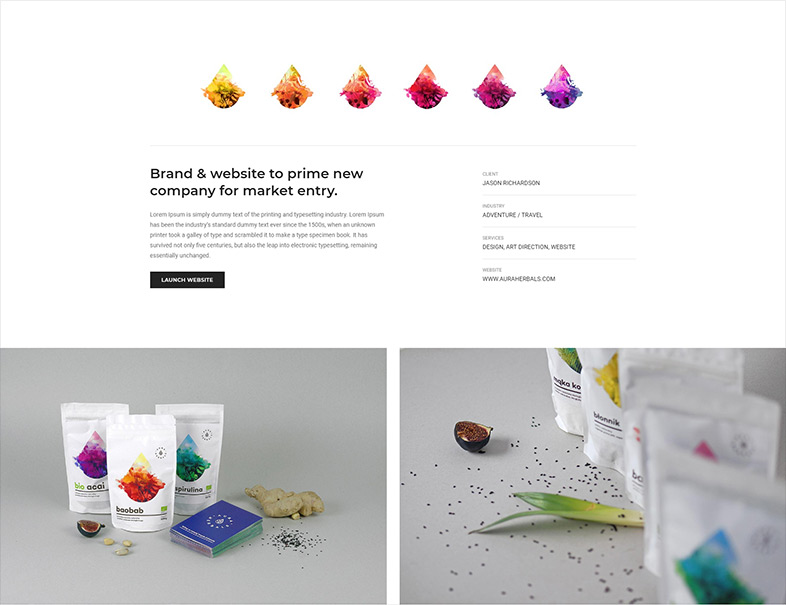 Brand & website to prime new
company for market entry.
Lorem Ipsum is simply dummy text of the printing and typesetting industry. Lorem Ipsum
has been the industry's standard dummy text ever since the 1500s, when an unknown
printer took a galley of type and scrambled it to make a type specimen book. It has
survived not only five centuries, but also the leap into electronic typesetting, remaining
essentially unchanged.
LAUNCH WEBSITE
CLIENT
JASON RICHARDSON
INDUSTRY
ADVENTURE / TRAVEL
SERVICES
DESIGN, ART DIRECTION, WEBSITE
WEBSITE
WWW.AURAHERBALS.COM
bio acai
baobab
spirulina
mąka ko
błonnik